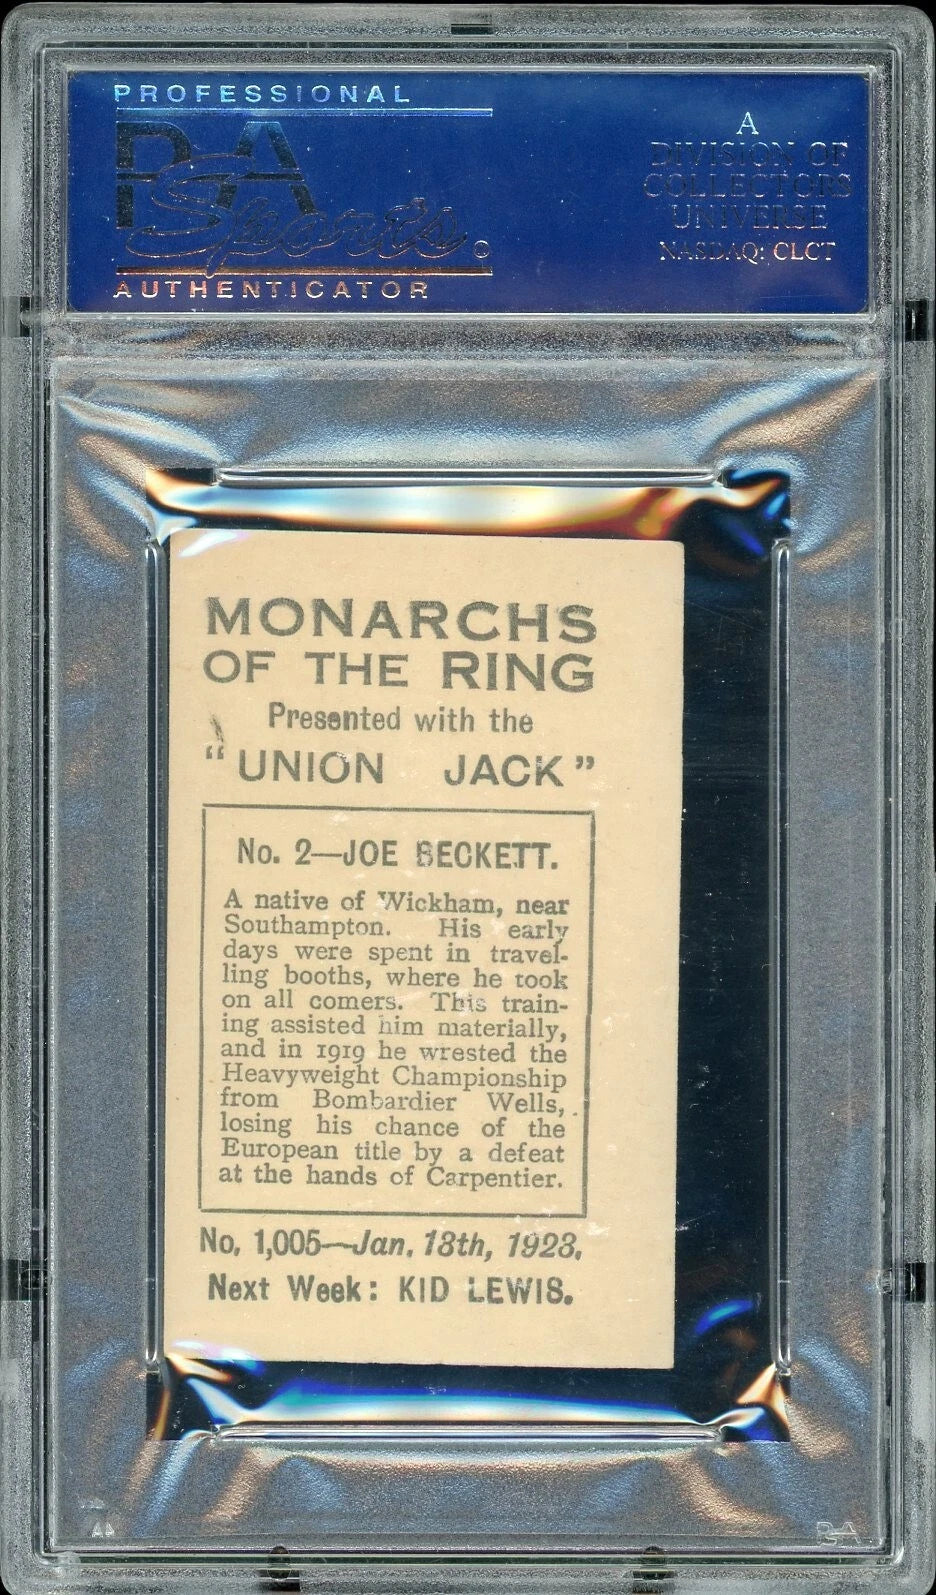 PROFESSIONAL
PSA
Sports ©
AUTHENTICATOR
A
DIVISION OF
COLLECTORS
UNIVERSE
NASDAQ: CLCT
MONARCHS
OF THE RING
Presented with the
"UNION JACK"
No. 2—JOE BECKETT.
A native of Wickham, near
Southampton. His early
days were spent in travel-
ling booths, where he took
on all comers. This train-
ing assisted him materially,
and in 1919 he wrested the
Heavyweight Championship
from Bombardier Wells,
losing his chance of the
European title by a defeat
at the hands of Carpentier.
No. 1,005—Jan. 18th, 1923.
Next Week: KID LEWIS.
PSA